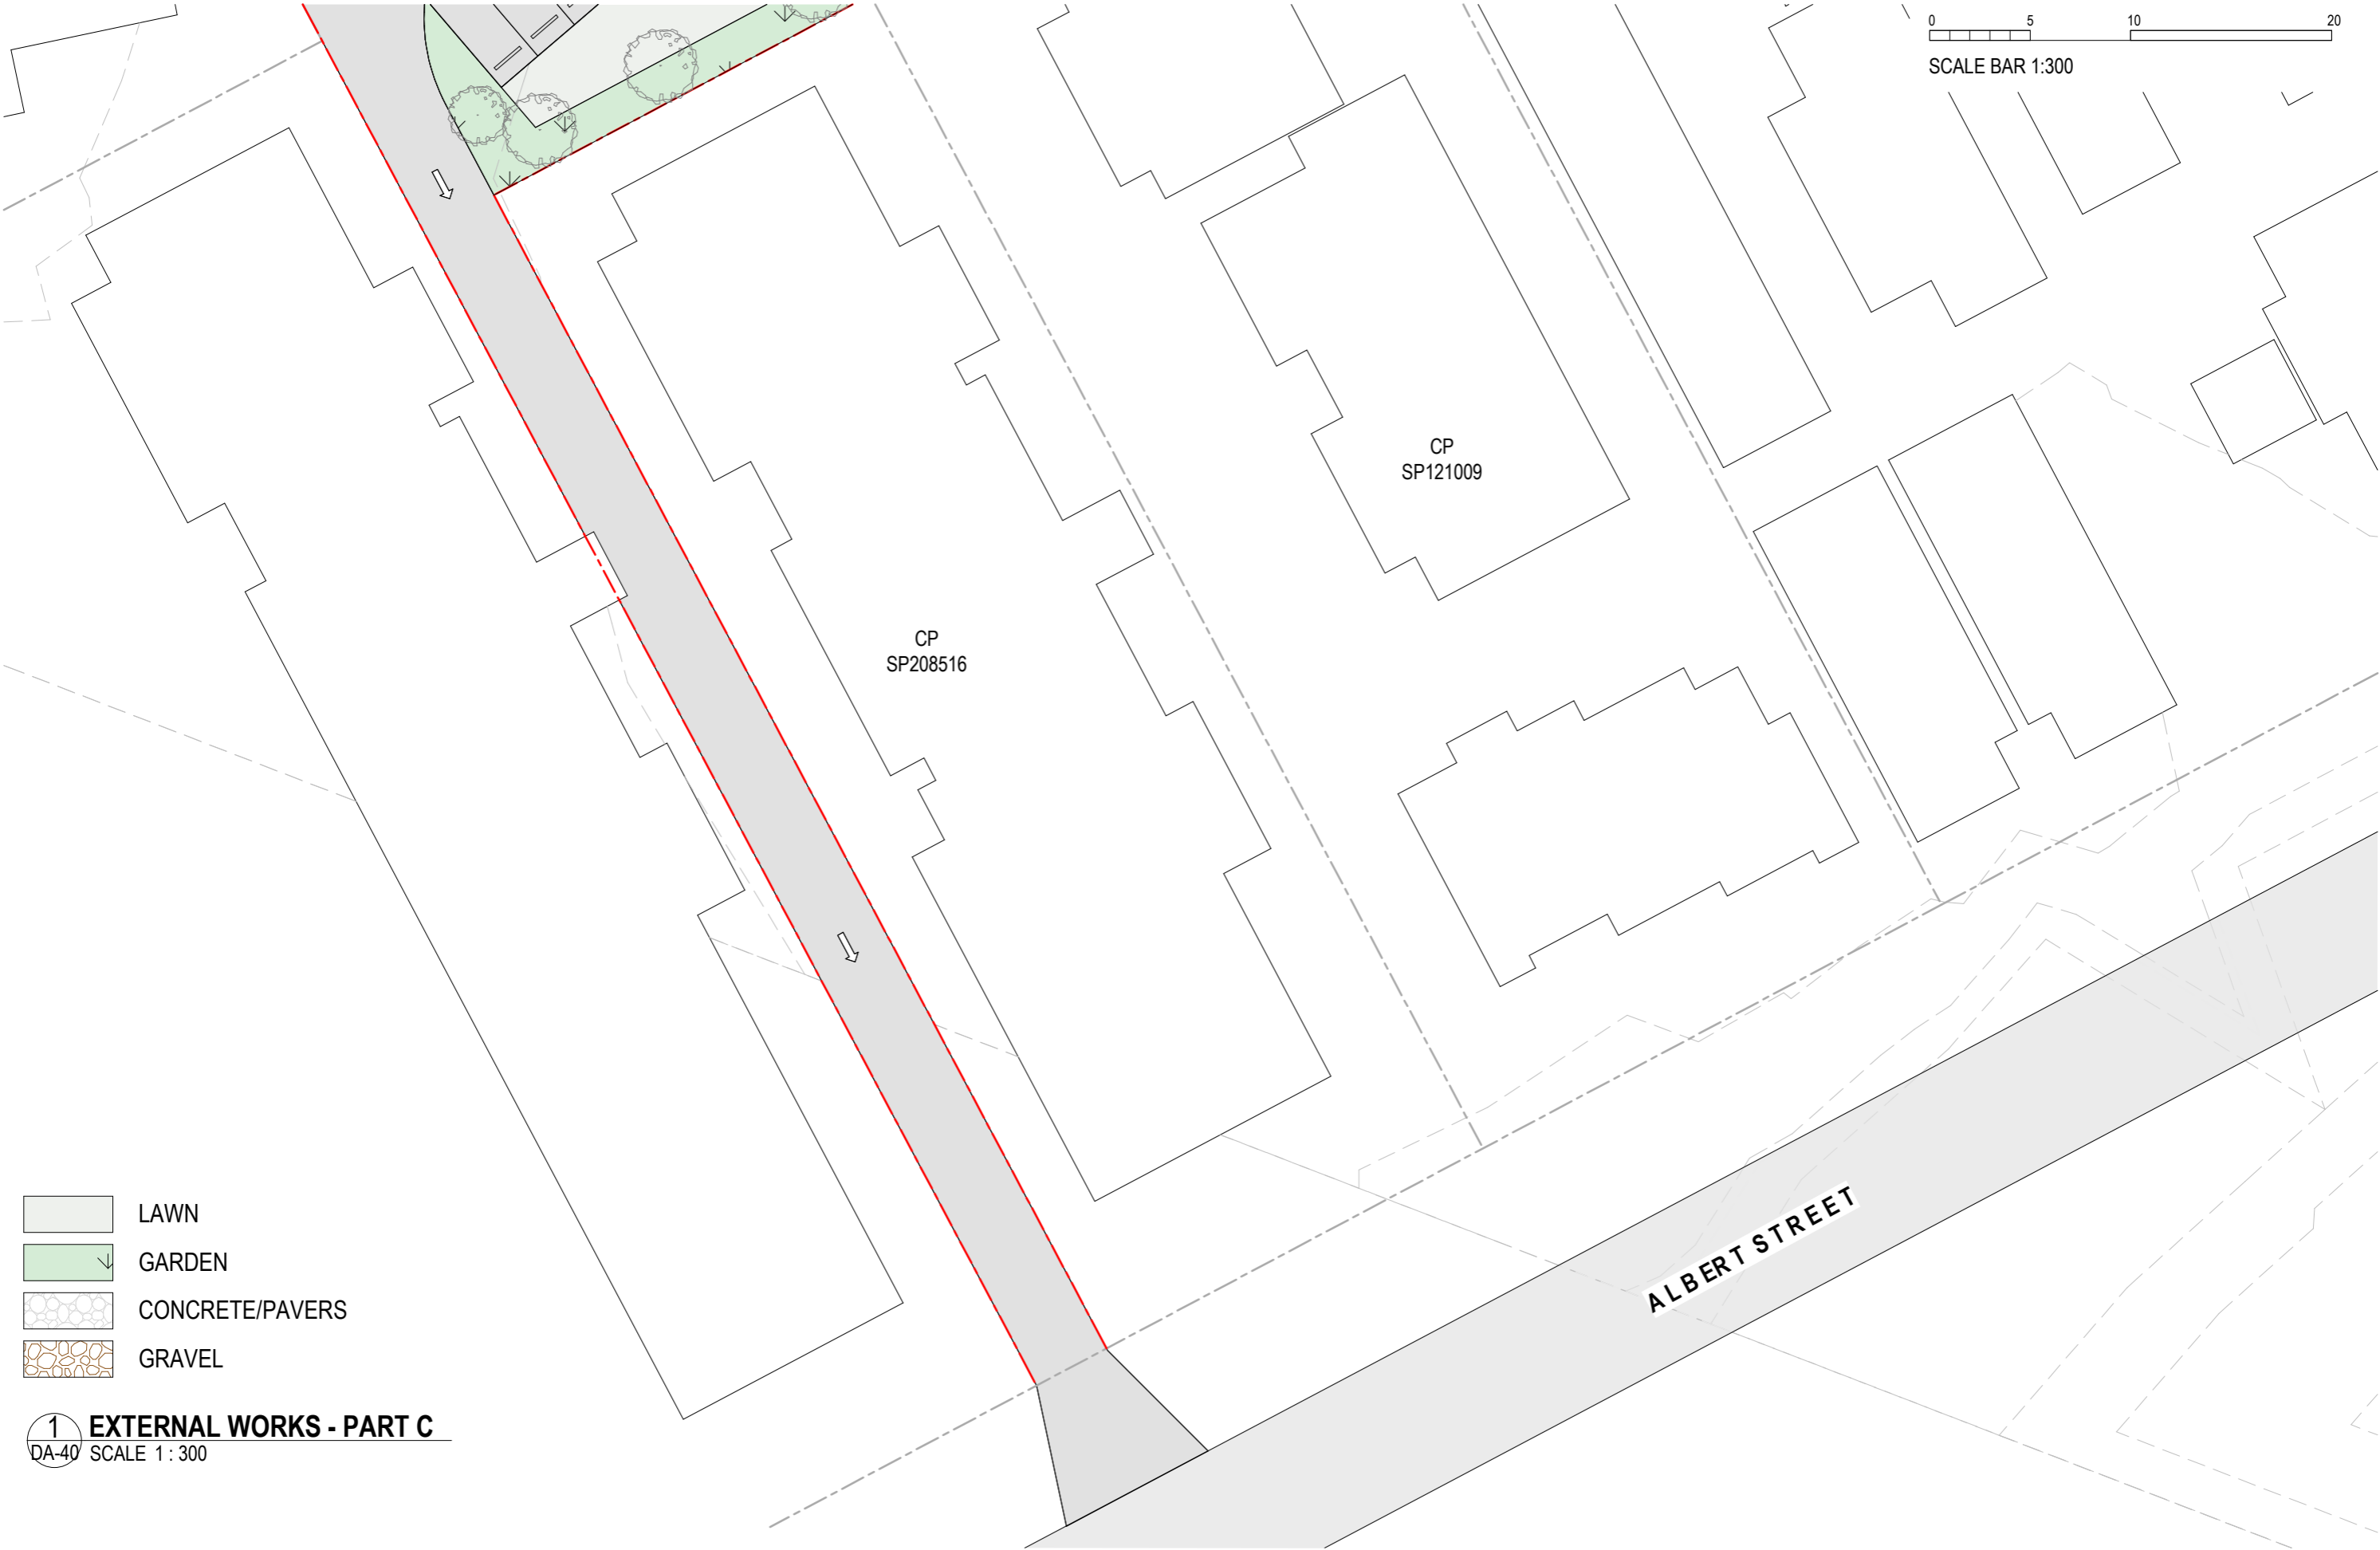 0 5 10 20
SCALE BAR 1:300
CP
SP121009
CP
SP208516
ALBERT STREET
LAWN
GARDEN
CONCRETE/PAVERS
GRAVEL
1
DA-40
EXTERNAL WORKS - PART C
SCALE 1 : 300